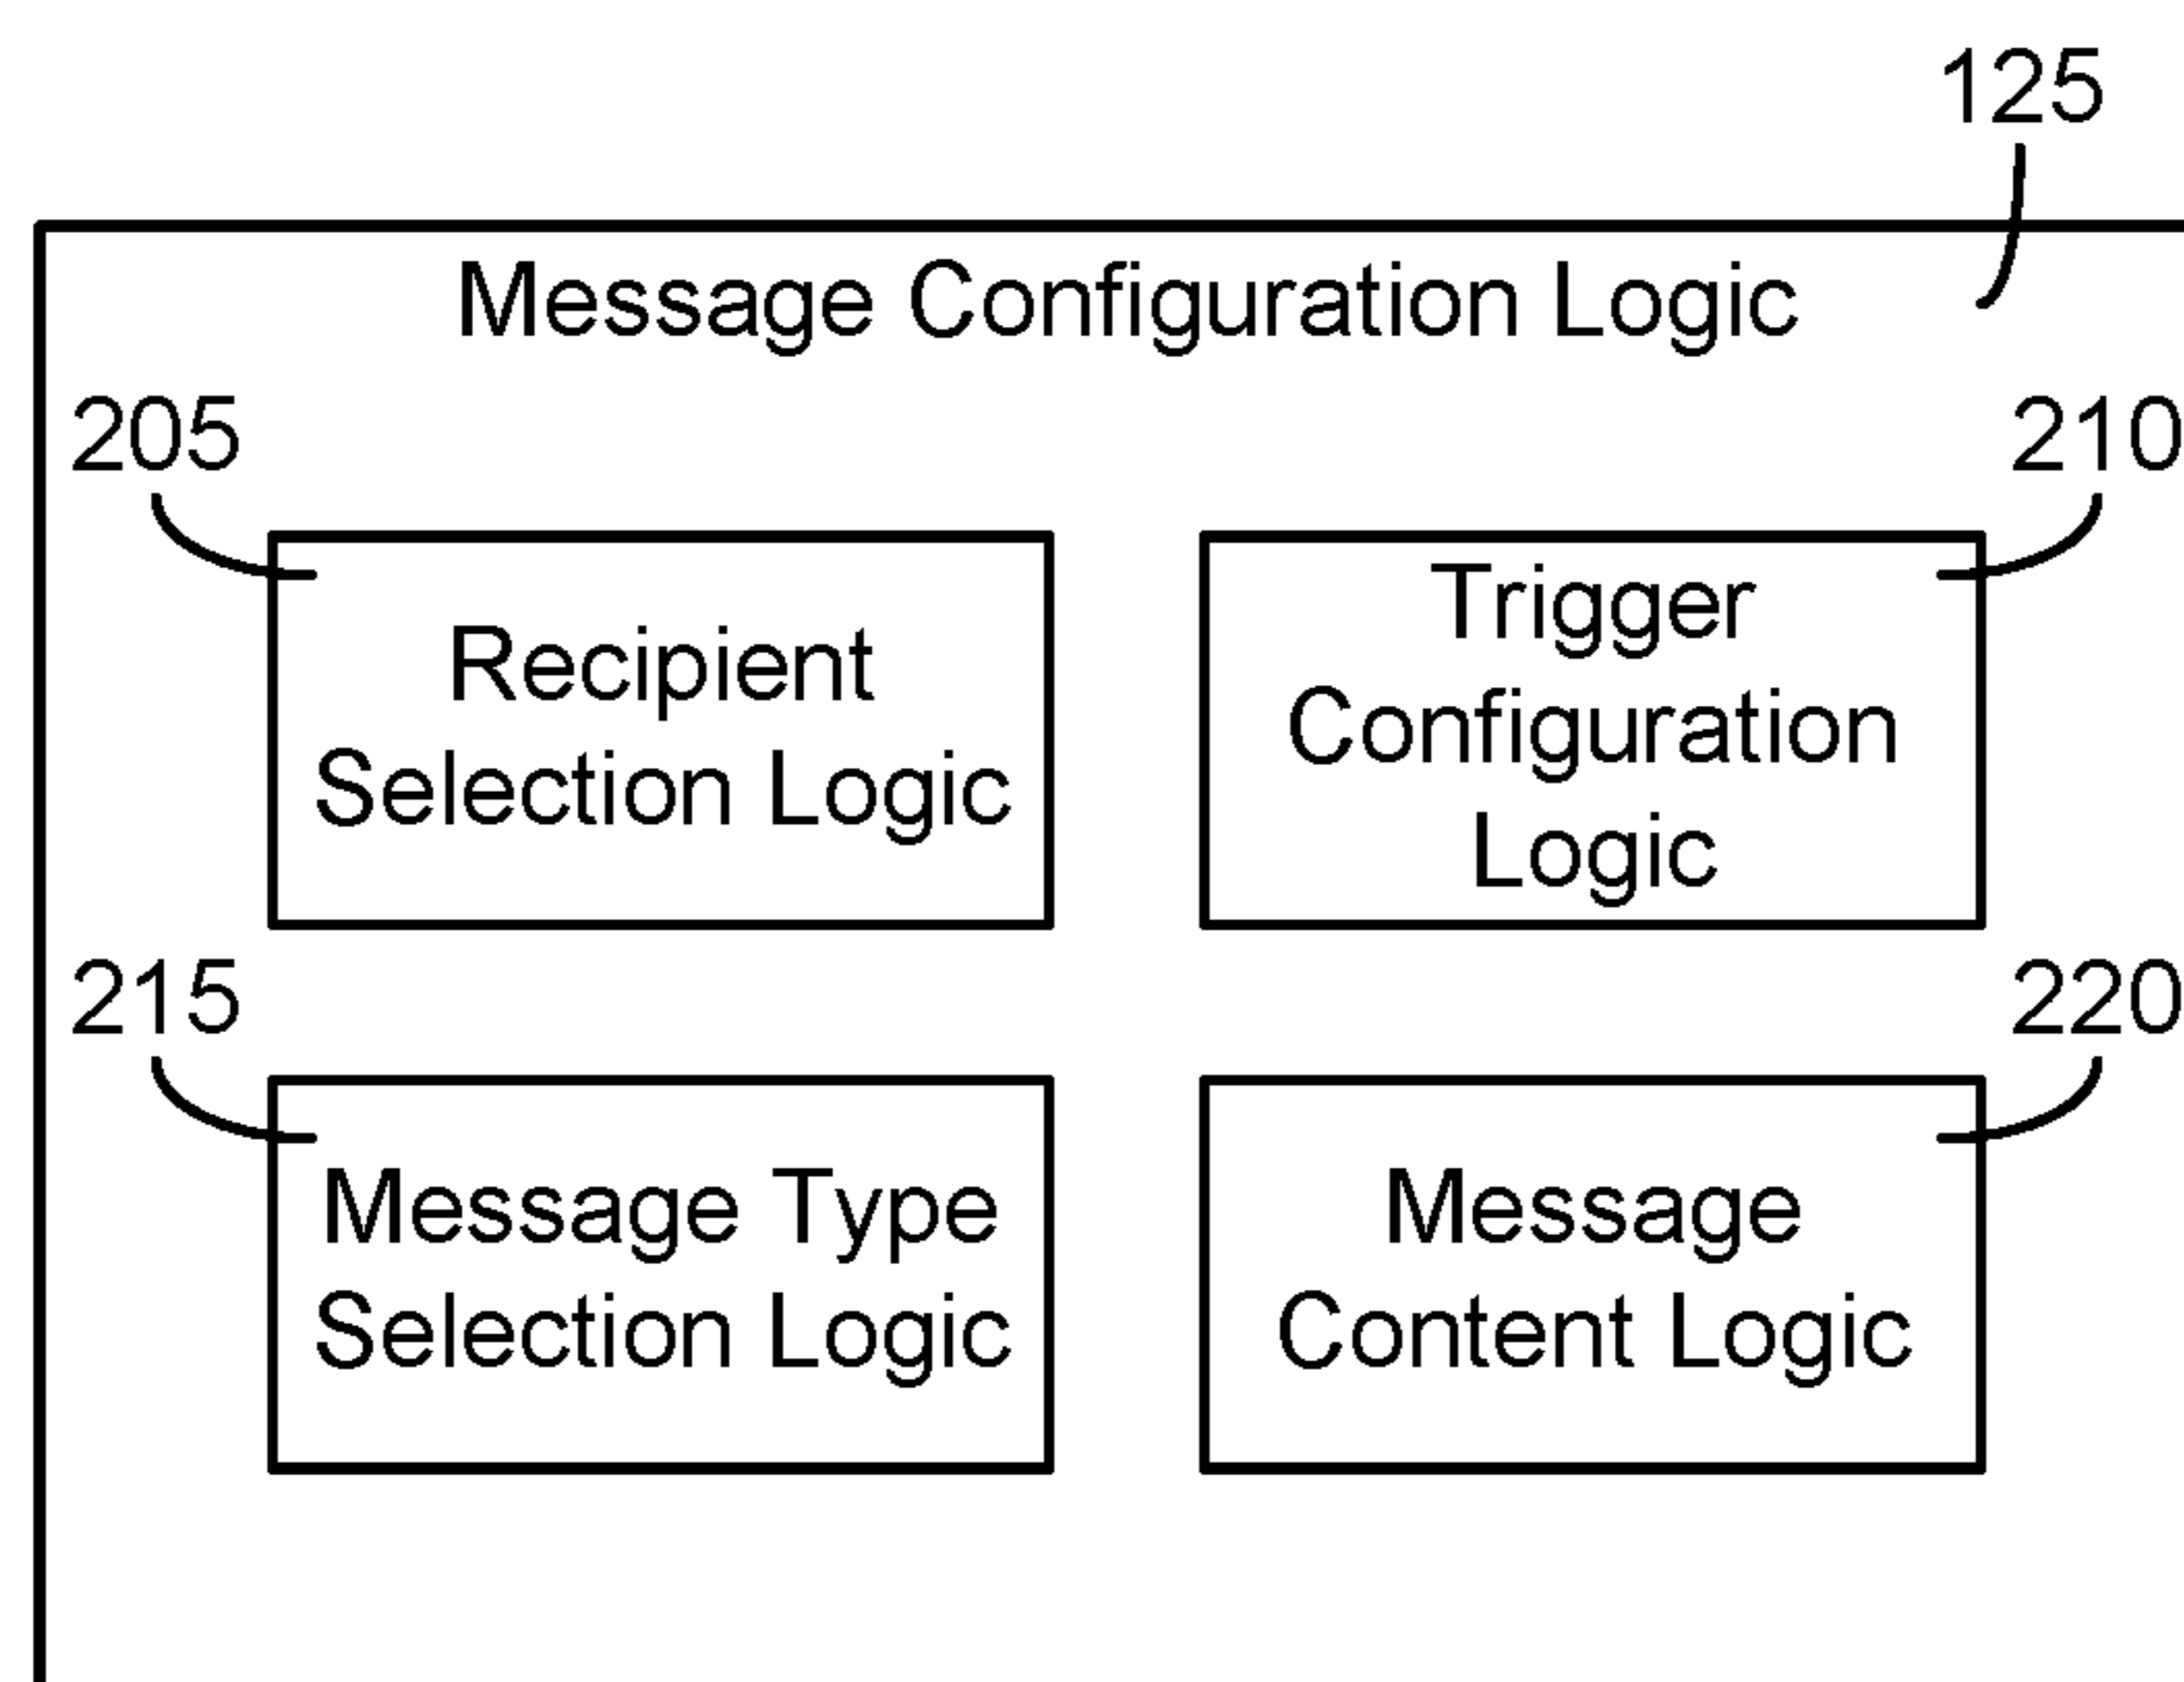 125
Message Configuration Logic
205
210
Recipient
Selection Logic
Trigger
Configuration
Logic
215
220
Message Type
Selection Logic
Message
Content Logic